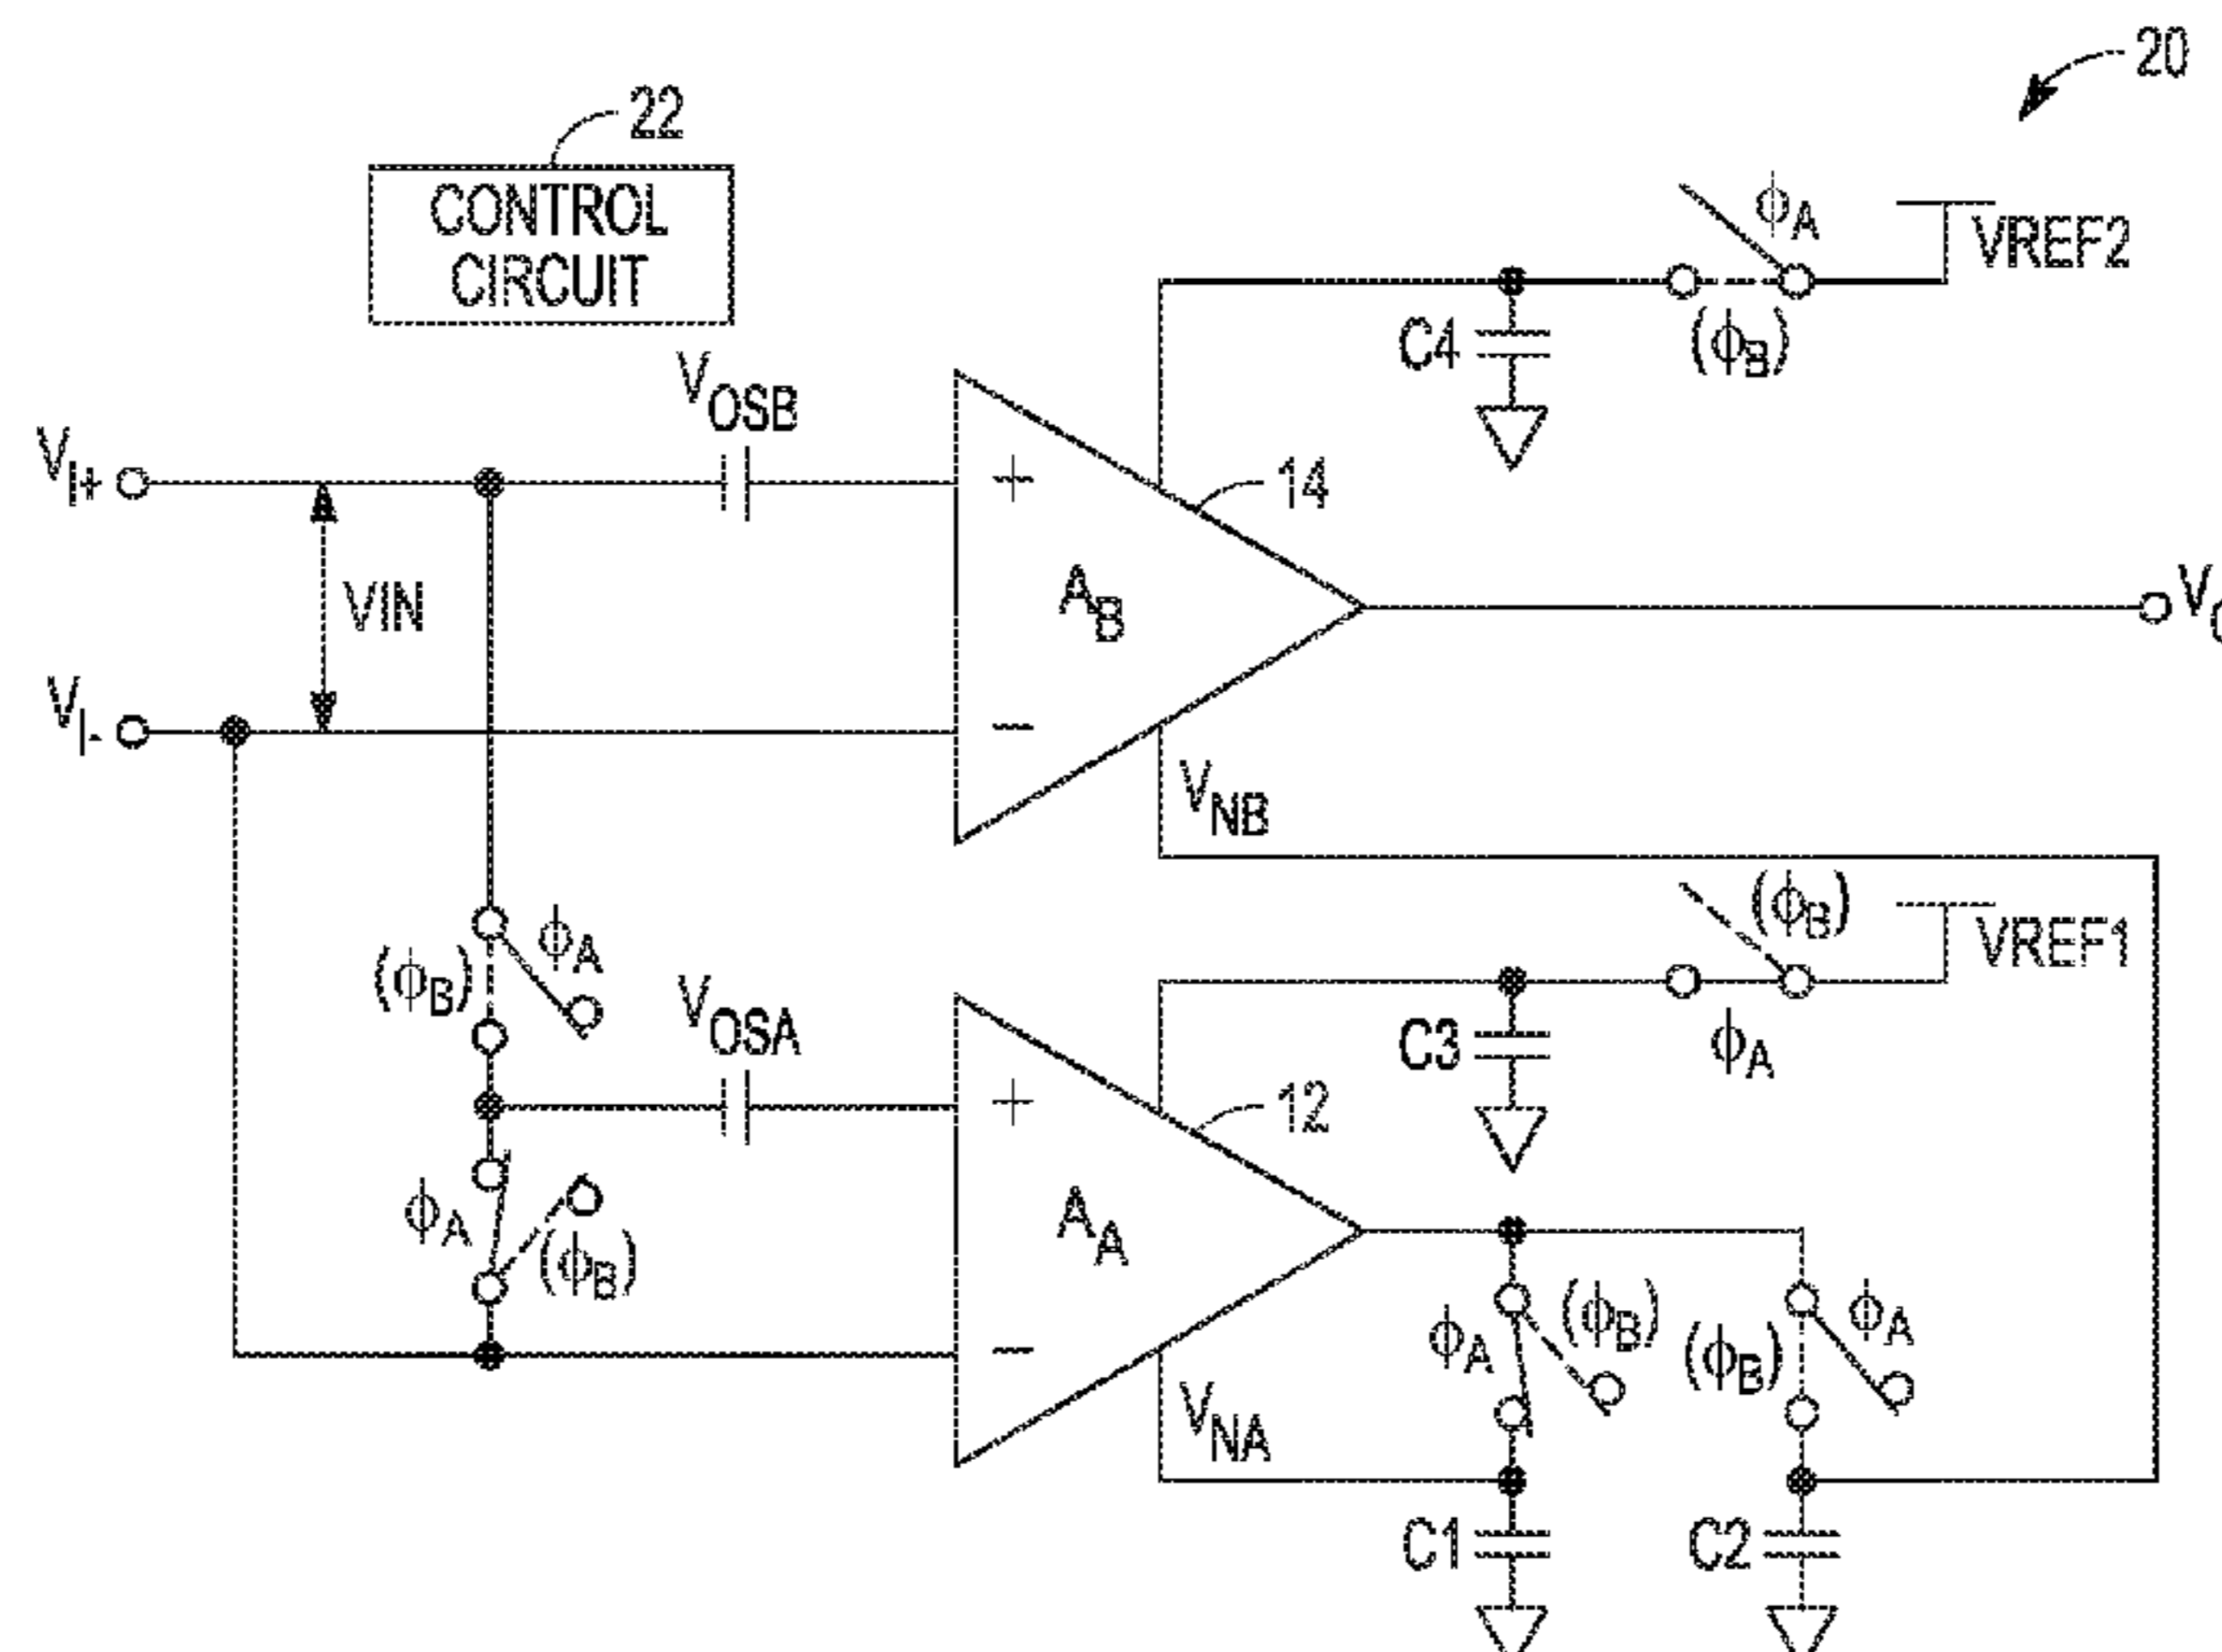 20
22
CONTROL
CIRCUIT
ϕA
VREF2
(ϕB)
C4
VOSB
VI+
+
14
VIN
AB
VI-
−
VNB
(ϕB)
VREF1
ϕA
(ϕB)
VOSA
C3
ϕA
+
12
ϕA
(ϕB)
AA
ϕA
(ϕB)
(ϕB)
ϕA
−
VNA
C1
C2